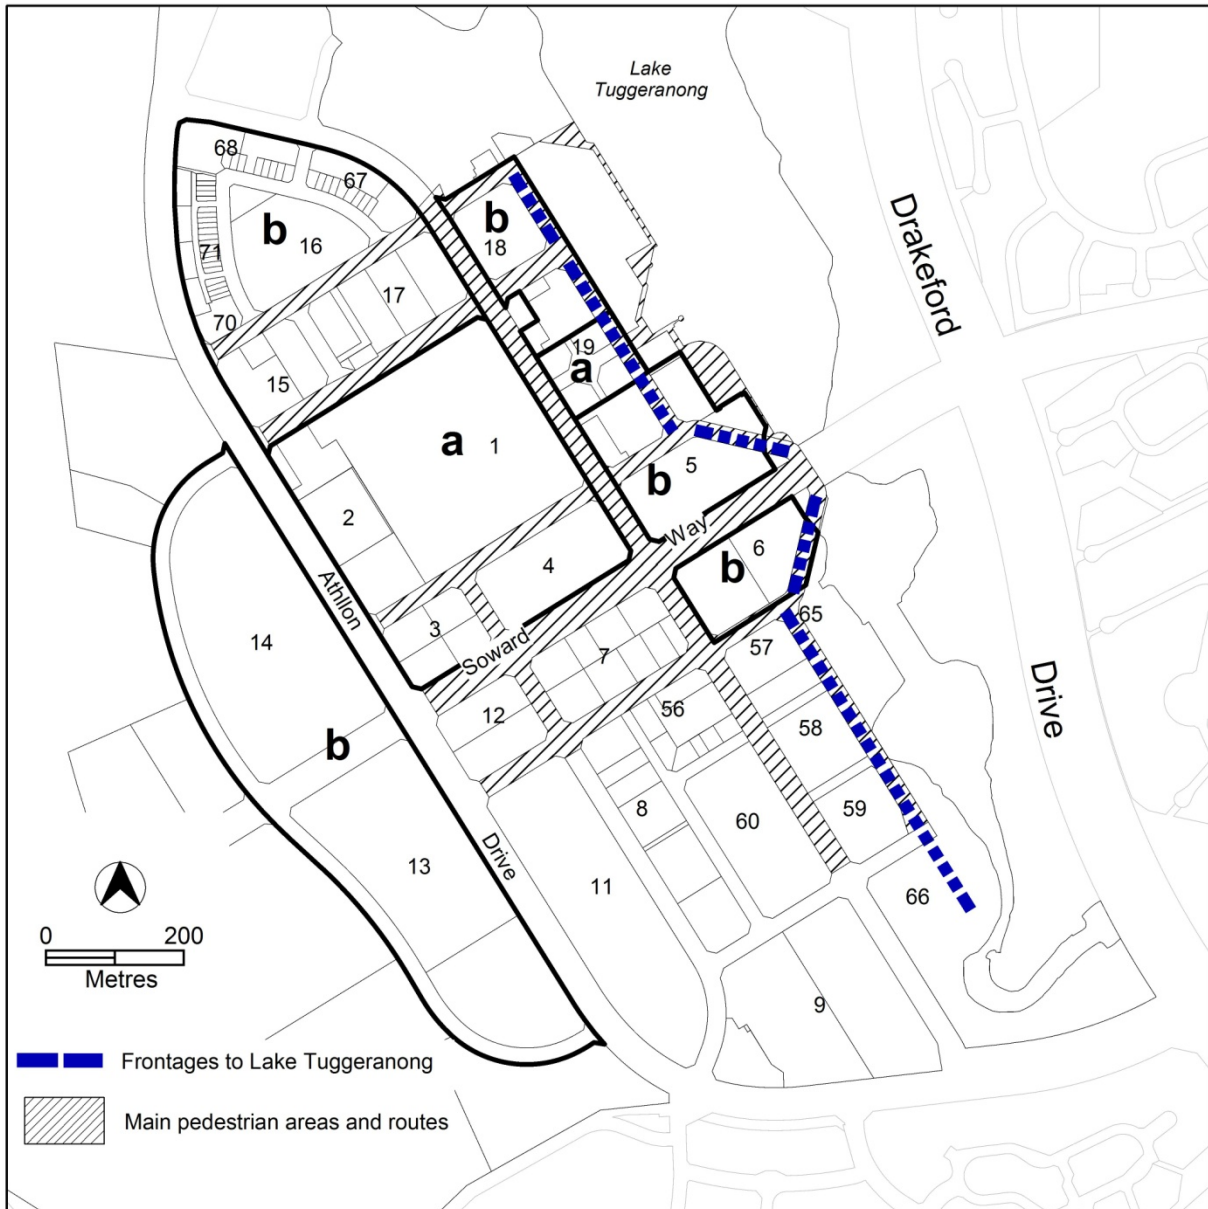 Lake
Tuggeranong
68
67
b
16
71
70
17
15
b
18
19
a
a
1
2
4
3
b
5
Way
b
6
Soward
7
12
65
57
56
58
59
8
60
11
66
9
Athllon
14
b
13
Drive
Drakeford
Drive
0 200
Metres
Frontages to Lake Tuggeranong
Main pedestrian areas and routes